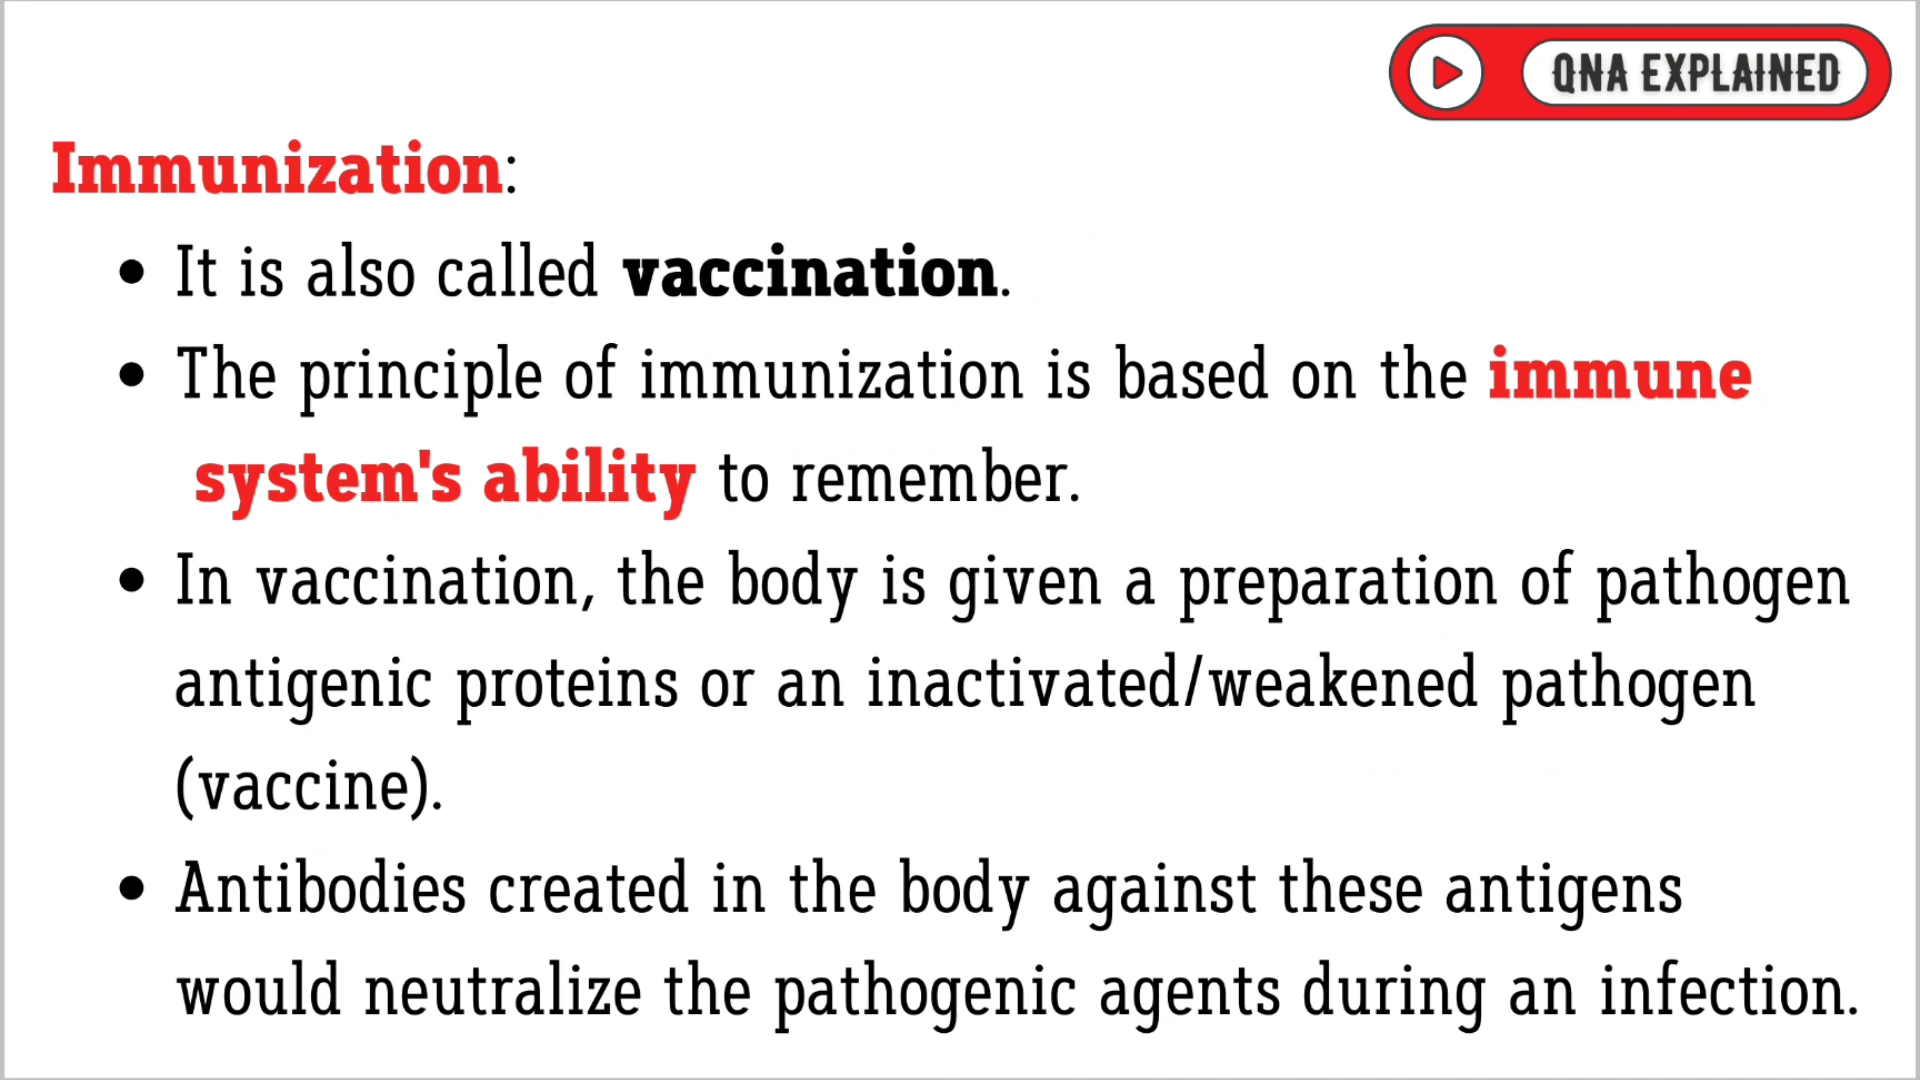 QNA EXPLAINED
Immunization:
• It is also called vaccination.
• The principle of immunization is based on the immune
system's ability to remember.
• In vaccination, the body is given a preparation of pathogen
antigenic proteins or an inactivated/weakened pathogen
(vaccine).
• Antibodies created in the body against these antigens
would neutralize the pathogenic agents during an infection.